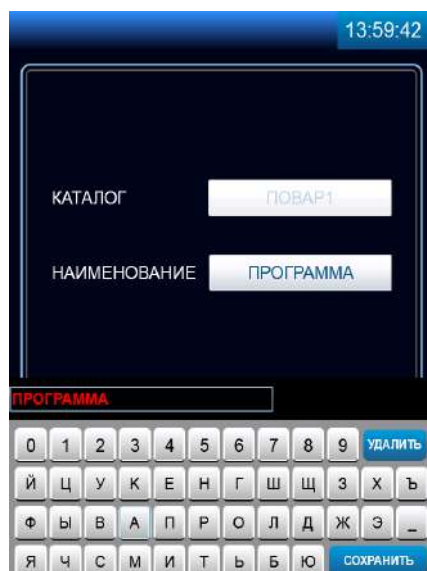 13:59:42
КАТАЛОГ ПОВАР1
НАИМЕНОВАНИЕ ПРОГРАММА
ПРОГРАММА
0 1 2 3 4 5 6 7 8 9 УДАЛИТЬ
Й Ц У К Е Н Г Ш Щ З Х Ъ
Ф Ы В А П Р О Л Д Ж Э _
Я Ч С М И Т Ь Б Ю СОХРАНИТЬ